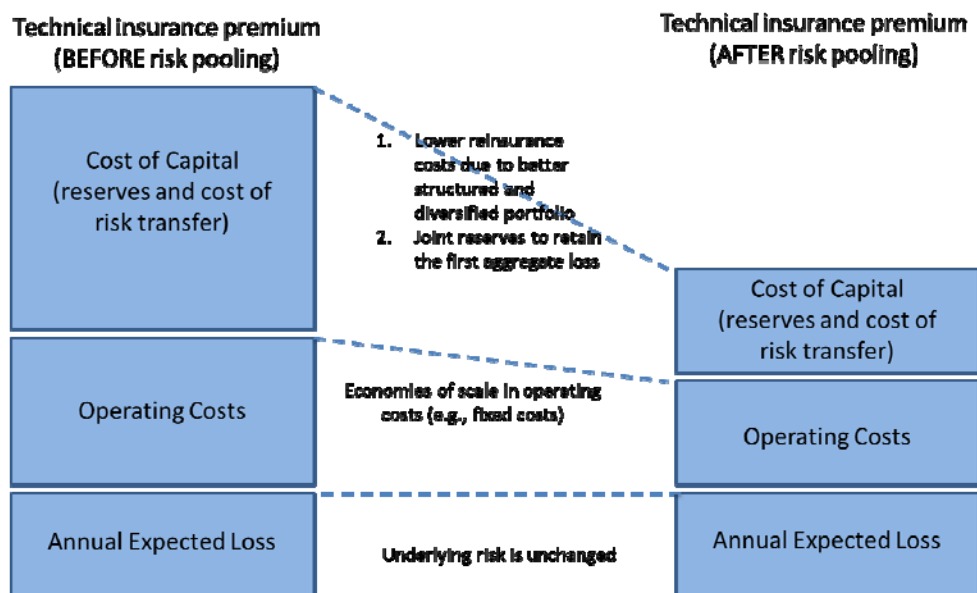 Technical insurance premium
(BEFORE risk pooling)
Technical insurance premium
(AFTER risk pooling)
Cost of Capital
(reserves and cost of
risk transfer)
1. Lower reinsurance
costs due to better
structured and
diversified portfolio
2. Joint reserves to retain
the first aggregate loss
Cost of Capital
(reserves and cost of
risk transfer)
Operating Costs
Economies of scale in operating
costs (e.g., fixed costs)
Operating Costs
Annual Expected Loss
Underlying risk is unchanged
Annual Expected Loss